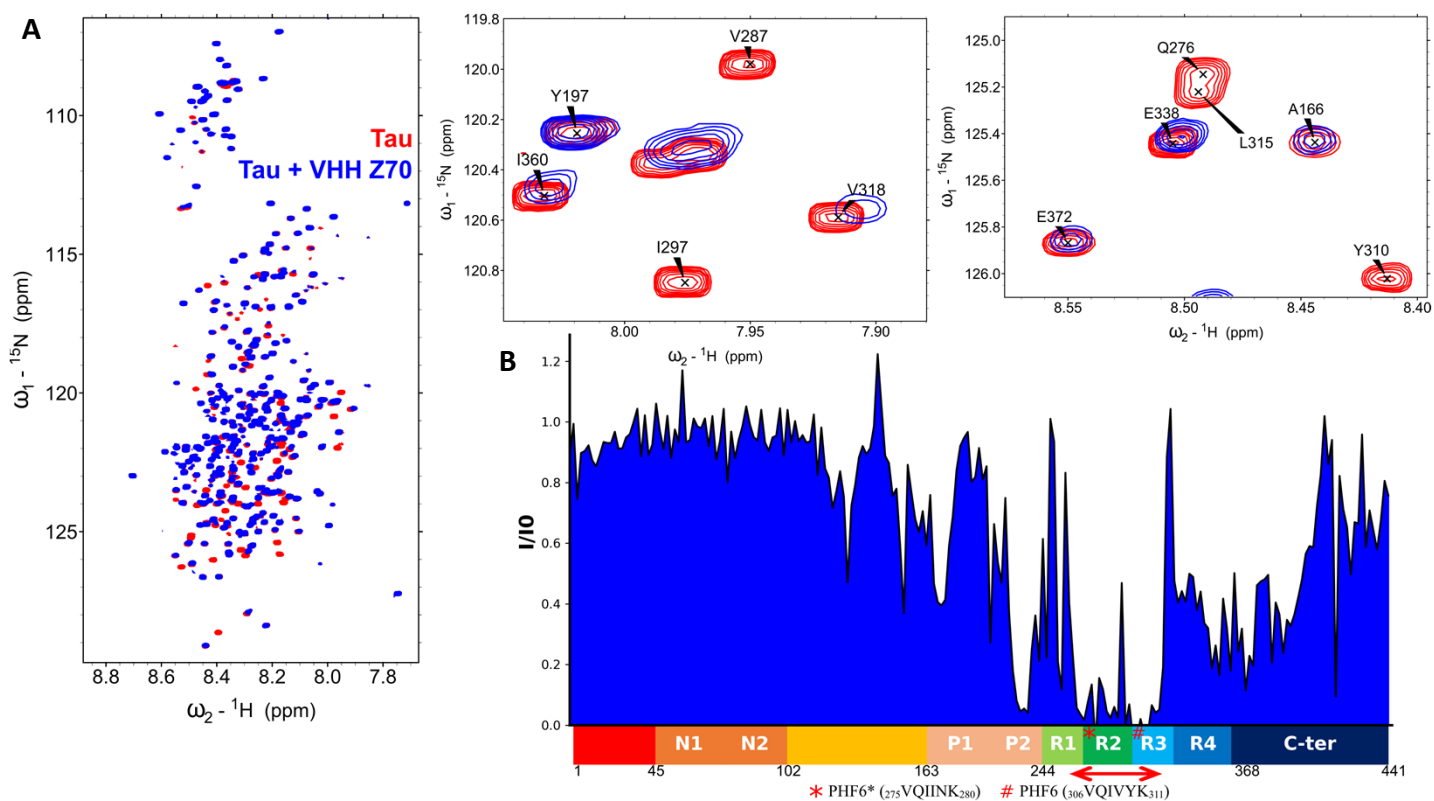 A
Tau
Tau + VHH Z70
110
115
120
125
ω1 - 15N (ppm)
8.8 8.6 8.4 8.2 8.0 7.8
ω2 - 1H (ppm)
119.8
120.0
120.2
120.4
120.6
120.8
ω1 - 15N (ppm)
V287
Y197
I360
V318
I297
8.00 7.95 7.90
ω2 - 1H (ppm)
125.0
125.2
125.4
125.6
125.8
126.0
ω1 - 15N (ppm)
Q276
E338
A166
L315
E372
Y310
8.55 8.50 8.45 8.40
ω2 - 1H (ppm)
B
1.2
1.0
0.8
0.6
0.4
0.2
0.0
I/I0
N1 N2 P1 P2 R1 R2 R3 R4 C-ter
* #
1 45 102 163 244 368 441
* PHF6* (275VQIINK280) # PHF6 (306VQIVYK311)